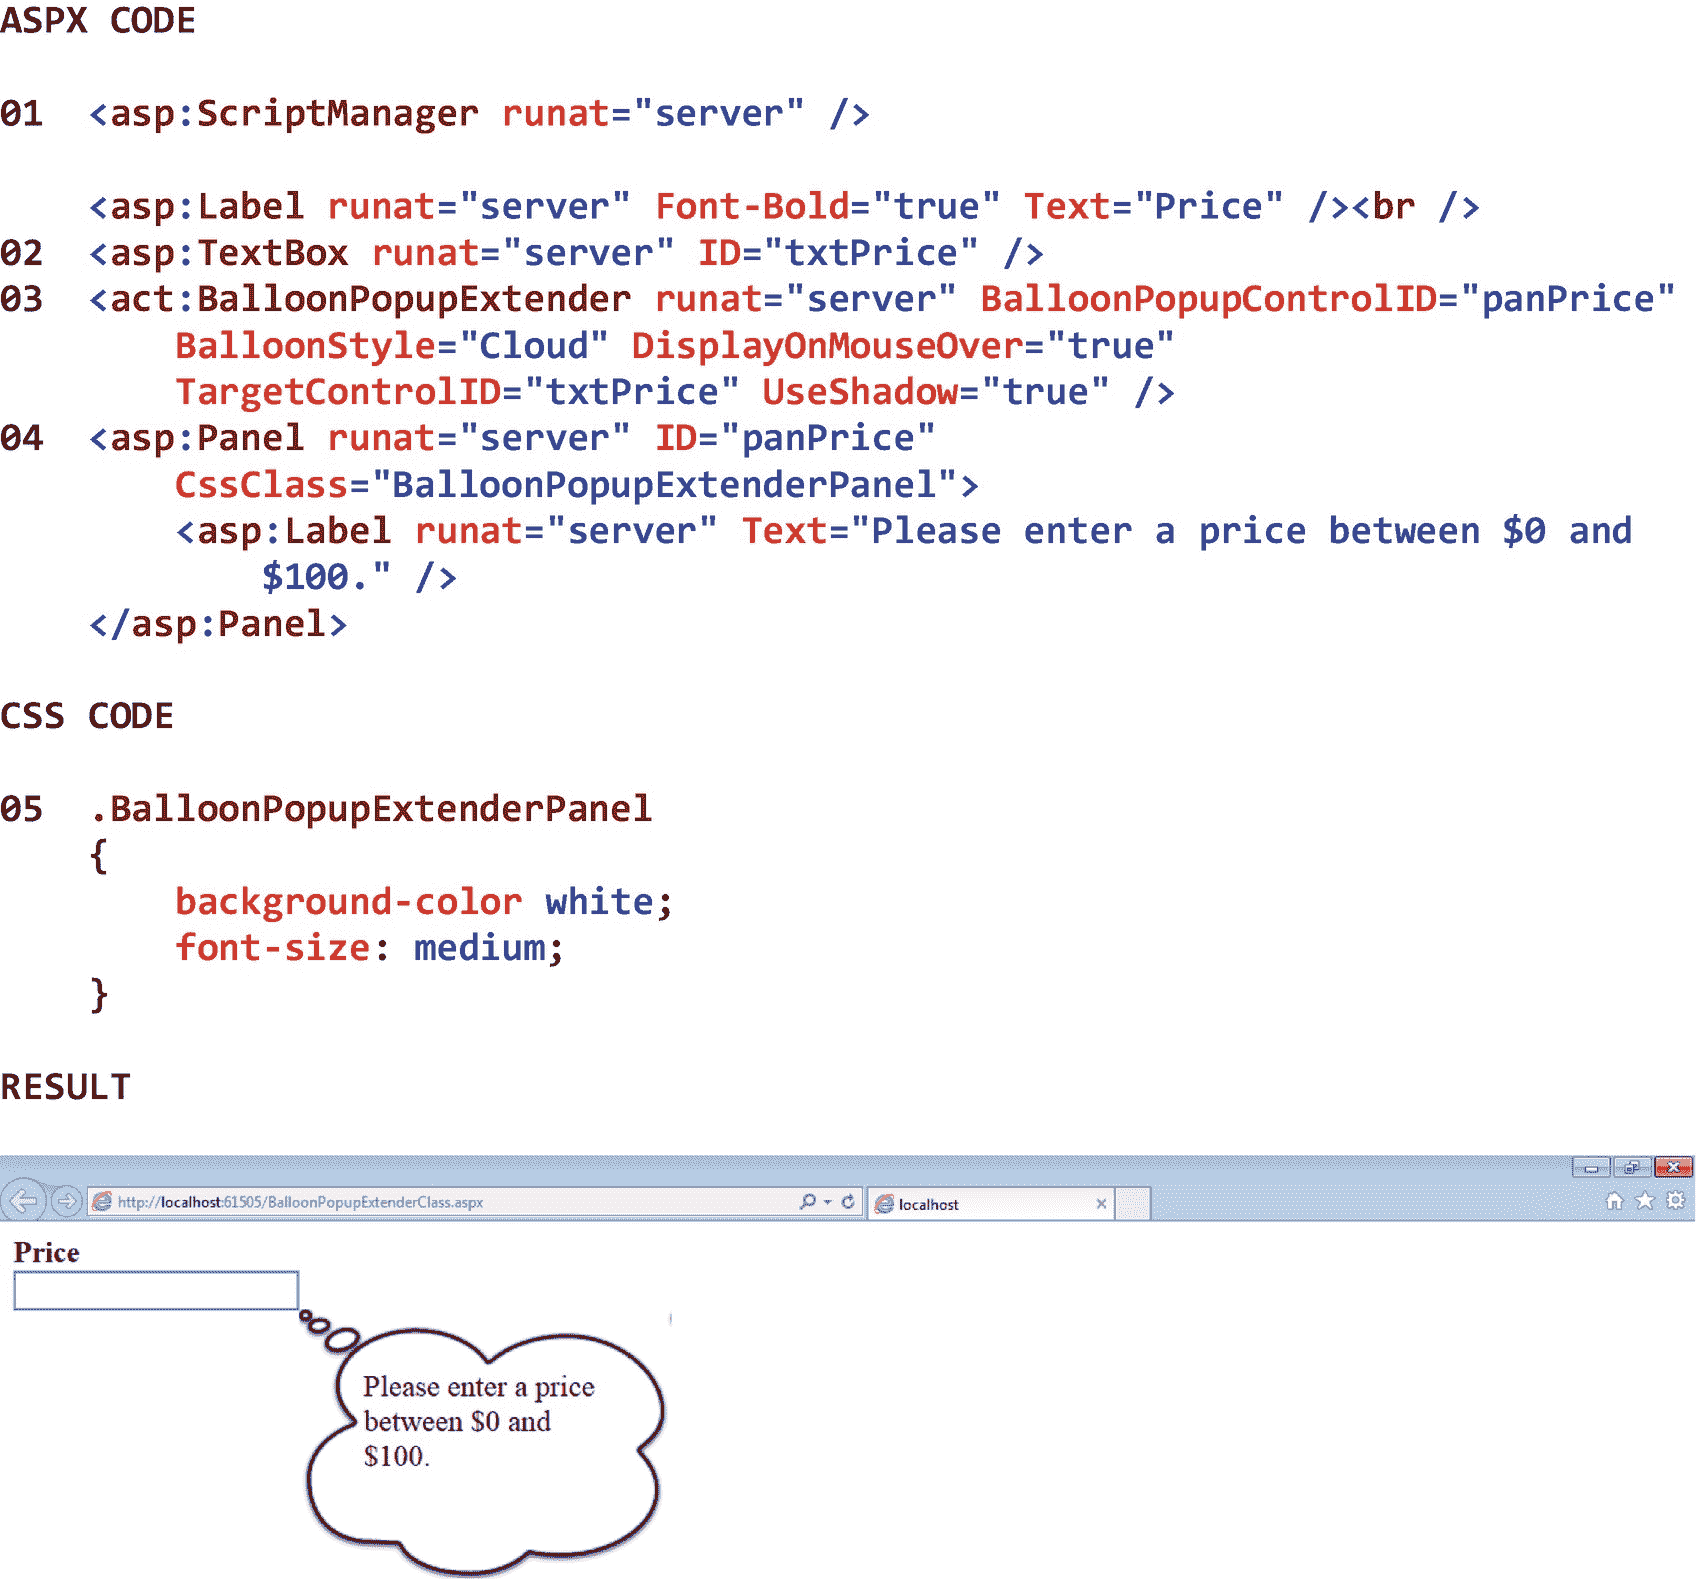 ASPX CODE
01 <asp:ScriptManager runat="server" />
<asp:Label runat="server" Font-Bold="true" Text="Price" /><br />
02 <asp:TextBox runat="server" ID="txtPrice" />
03 <act:BalloonPopupExtender runat="server" BalloonPopupControlID="panPrice"
BalloonStyle="Cloud" DisplayOnMouseOver="true"
TargetControlID="txtPrice" UseShadow="true" />
04 <asp:Panel runat="server" ID="panPrice"
CssClass="BalloonPopupExtenderPanel">
<asp:Label runat="server" Text="Please enter a price between $0 and
$100." />
</asp:Panel>
CSS CODE
05 .BalloonPopupExtenderPanel
{
background-color white;
font-size: medium;
}
RESULT
http://localhost:61505/BalloonPopupExtenderClass.aspx
localhost
Price
Please enter a price
between $0 and
$100.